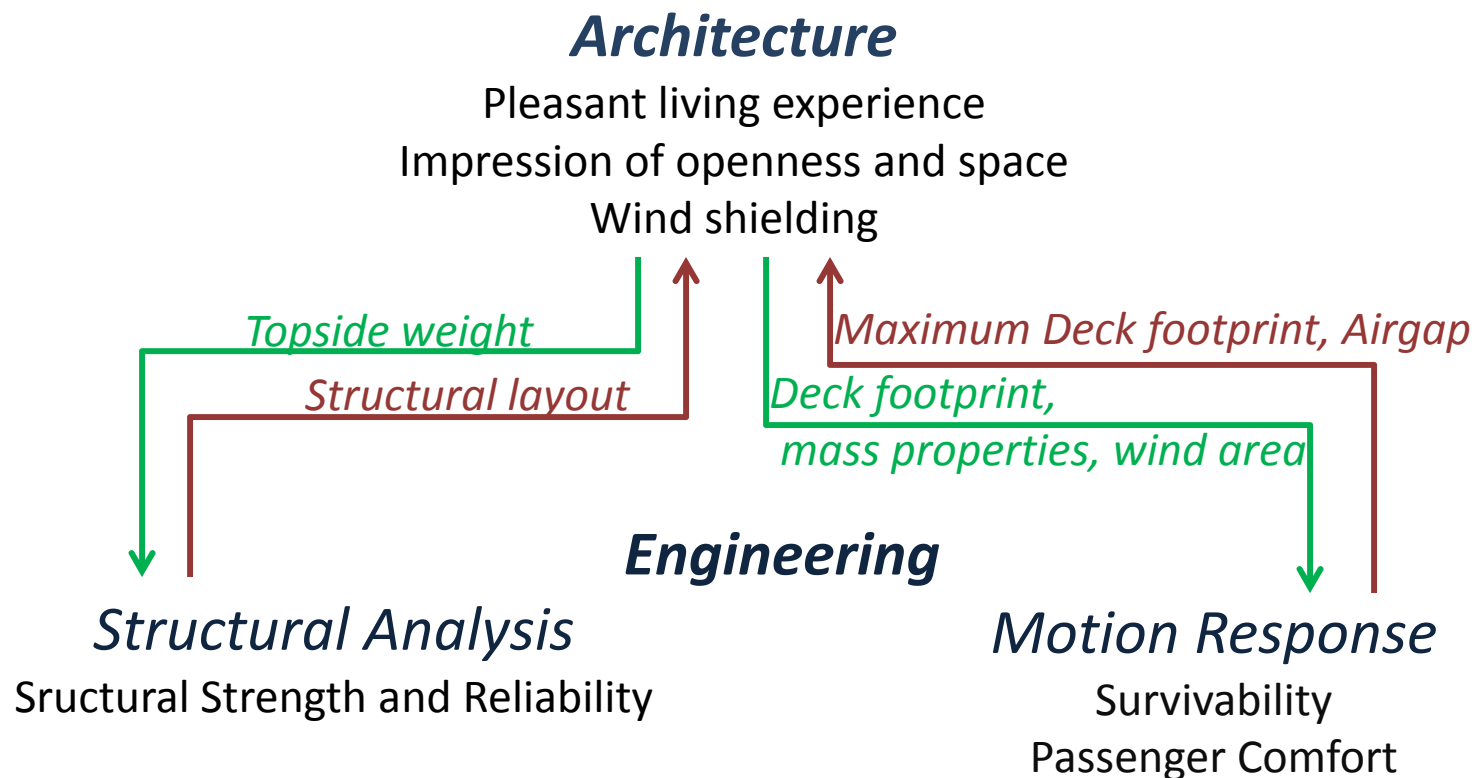 Architecture
Pleasant living experience
Impression of openness and space
Wind shielding
Topside weight
Maximum Deck footprint, Airgap
Structural layout
Deck footprint,
mass properties, wind area
Engineering
Structural Analysis
Motion Response
Sructural Strength and Reliability
Survivability
Passenger Comfort